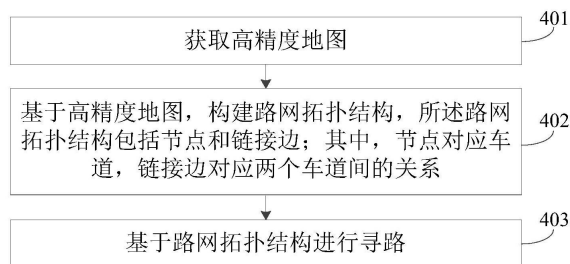 获取高精度地图
401
基于高精度地图，构建路网拓扑结构，所述路网
拓扑结构包括节点和链接边；其中，节点对应车
道，链接边对应两个车道间的关系
402
基于路网拓扑结构进行寻路
403